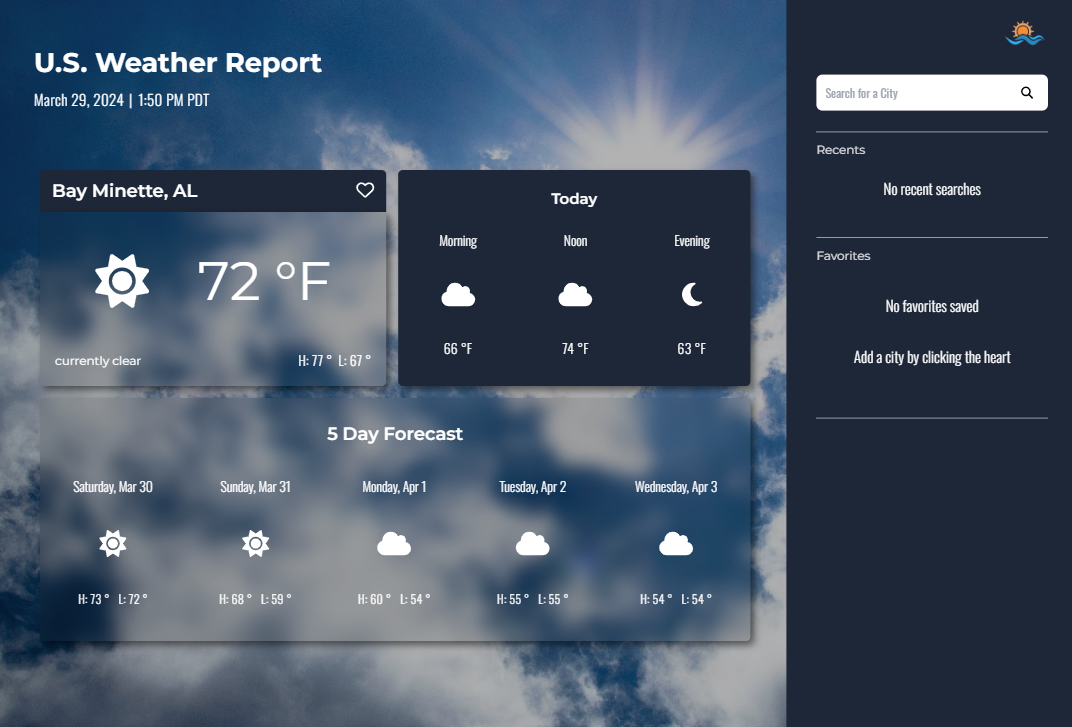 U.S. Weather Report
March 29, 2024 | 1:50 PM PDT
Bay Minette, AL
72 °F
currently clear
H: 77 ° L: 67 °
Today
Morning Noon Evening
66 °F 74 °F 63 °F
5 Day Forecast
Saturday, Mar 30 Sunday, Mar 31 Monday, Apr 1 Tuesday, Apr 2 Wednesday, Apr 3
H: 73 ° L: 72 ° H: 68 ° L: 59 ° H: 60 ° L: 54 ° H: 55 ° L: 55 ° H: 54 ° L: 54 °
Search for a City
Recents
No recent searches
Favorites
No favorites saved
Add a city by clicking the heart